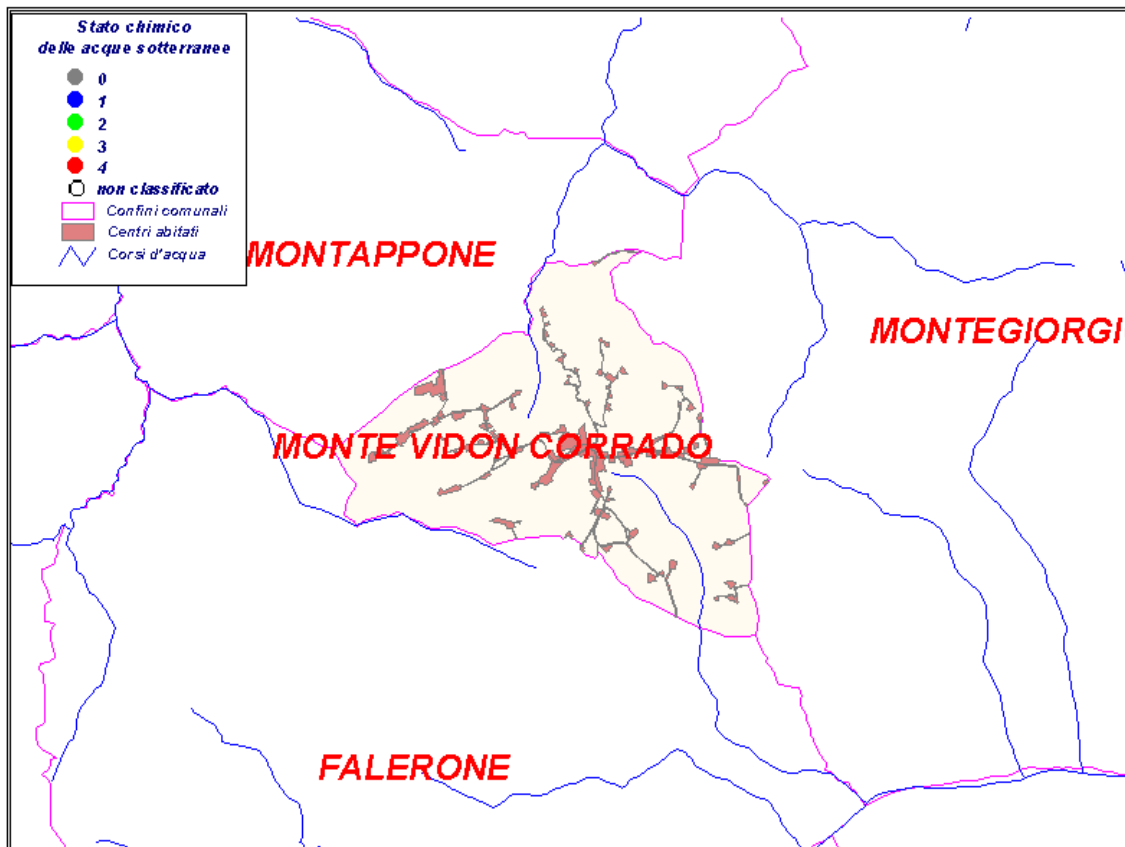 Stato chimico
delle acque sotterranee
0
1
2
3
4
non classificato
Confini comunali
Centri abitati
Corsi d'acqua
MONTAPPONE
MONTEGIORGI
MONTE VIDON CORRADO
FALERONE